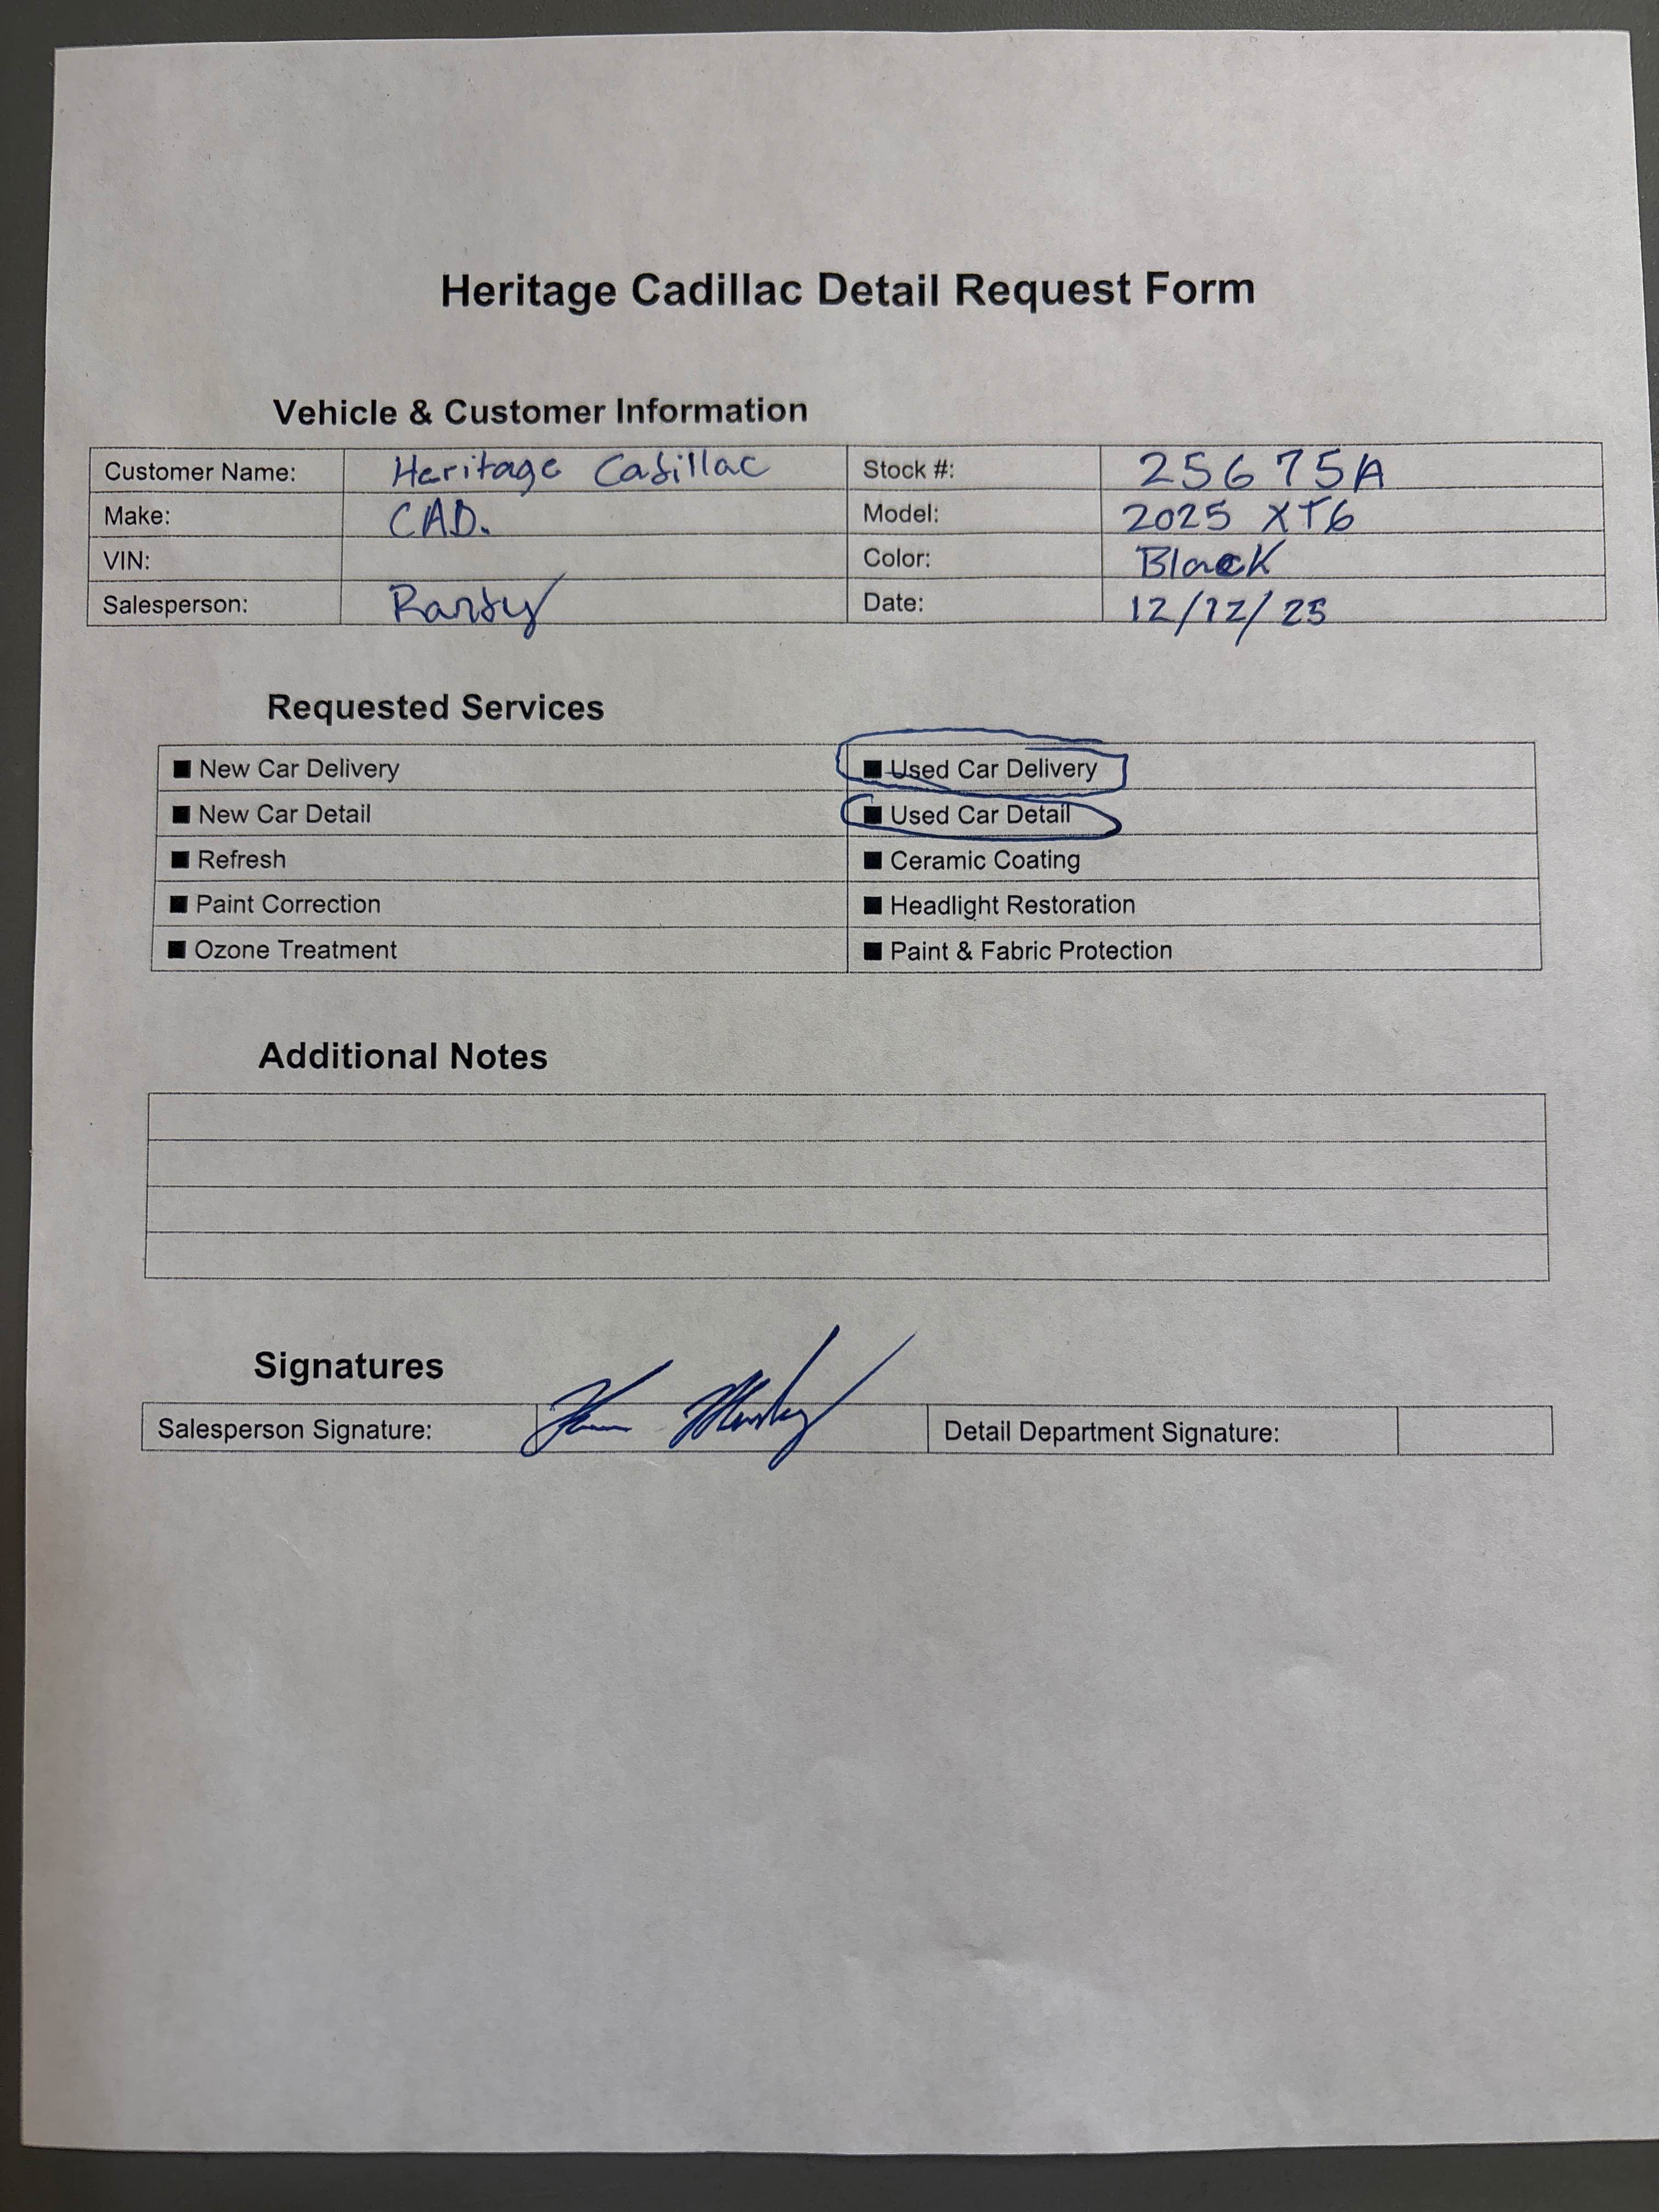 Heritage Cadillac Detail Request Form
Vehicle & Customer Information
Customer Name: Heritage Cadillac Stock #: 25675A
Make: CAD. Model: 2025 XT6
VIN: Color: Black
Salesperson: Randy Date: 12/12/25
Requested Services
■ New Car Delivery ■ Used Car Delivery
■ New Car Detail ■ Used Car Detail
■ Refresh ■ Ceramic Coating
■ Paint Correction ■ Headlight Restoration
■ Ozone Treatment ■ Paint & Fabric Protection
Additional Notes
Signatures
Salesperson Signature: Detail Department Signature: